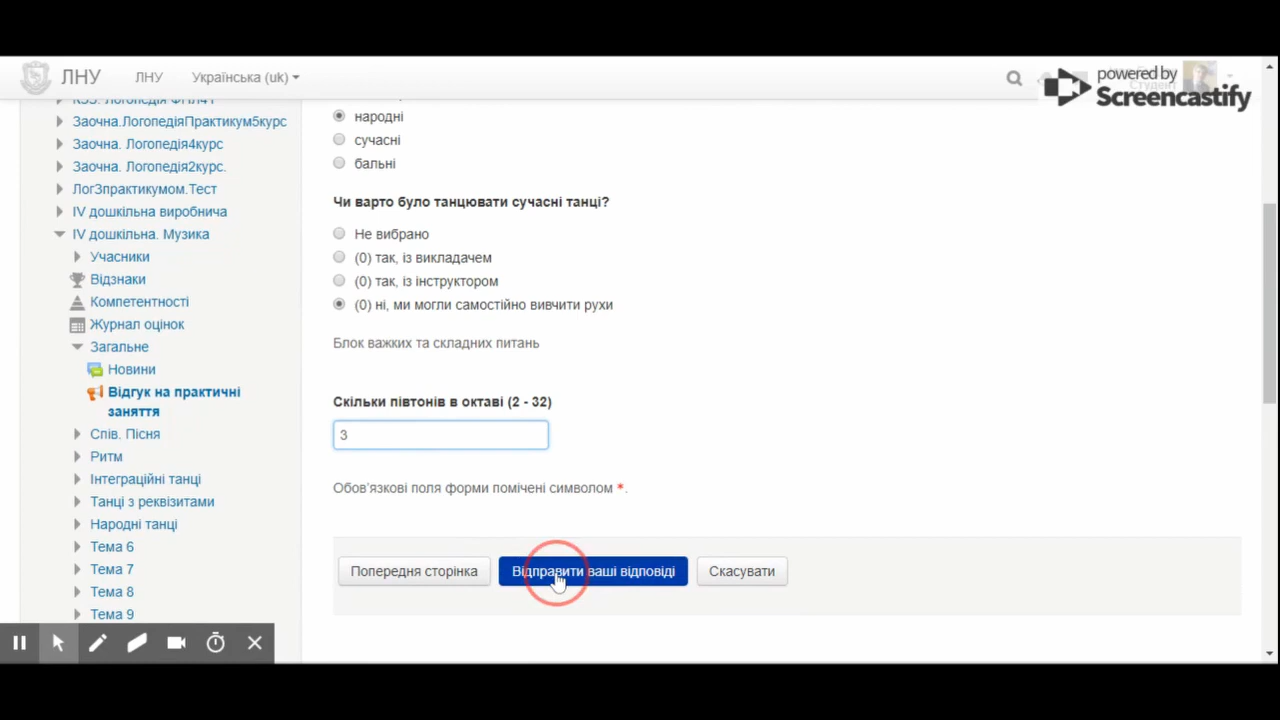 ЛНУ ЛНУ Українська (uk)
powered by
Screencastify
Заочна.ЛогопедіяПрактикум5курс
Заочна. Логопедія4курс
Заочна. Логопедія2курс.
ЛогЗпрактикумом.Тест
IV дошкільна виробнича
IV дошкільна. Музика
Учасники
Відзнаки
Компетентності
Журнал оцінок
Загальне
Новини
Відгук на практичні
заняття
Спів. Пісня
Ритм
Інтеграційні танці
Танці з реквізитами
Народні танці
Тема 6
Тема 7
Тема 8
Тема 9
народні
сучасні
бальні
Чи варто було танцювати сучасні танці?
Не вибрано
(0) так, із викладачем
(0) так, із інструктором
(0) ні, ми могли самостійно вивчити рухи
Блок важких та складних питань
Скільки півтонів в октаві (2 - 32)
3
Обов’язкові поля форми помічені символом *.
Попередня сторінка Відправити ваші відповіді Скасувати